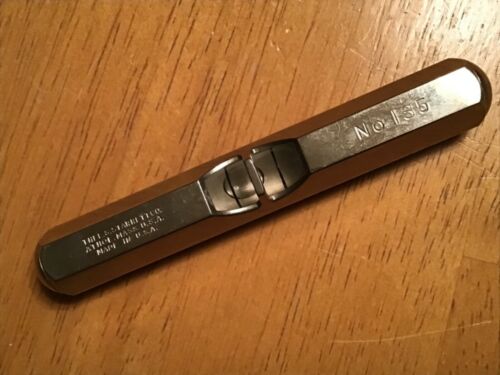 No 135
THE L.S.STARRETT CO.
ATHOL, MASS. U.S.A.
MADE IN U.S.A.